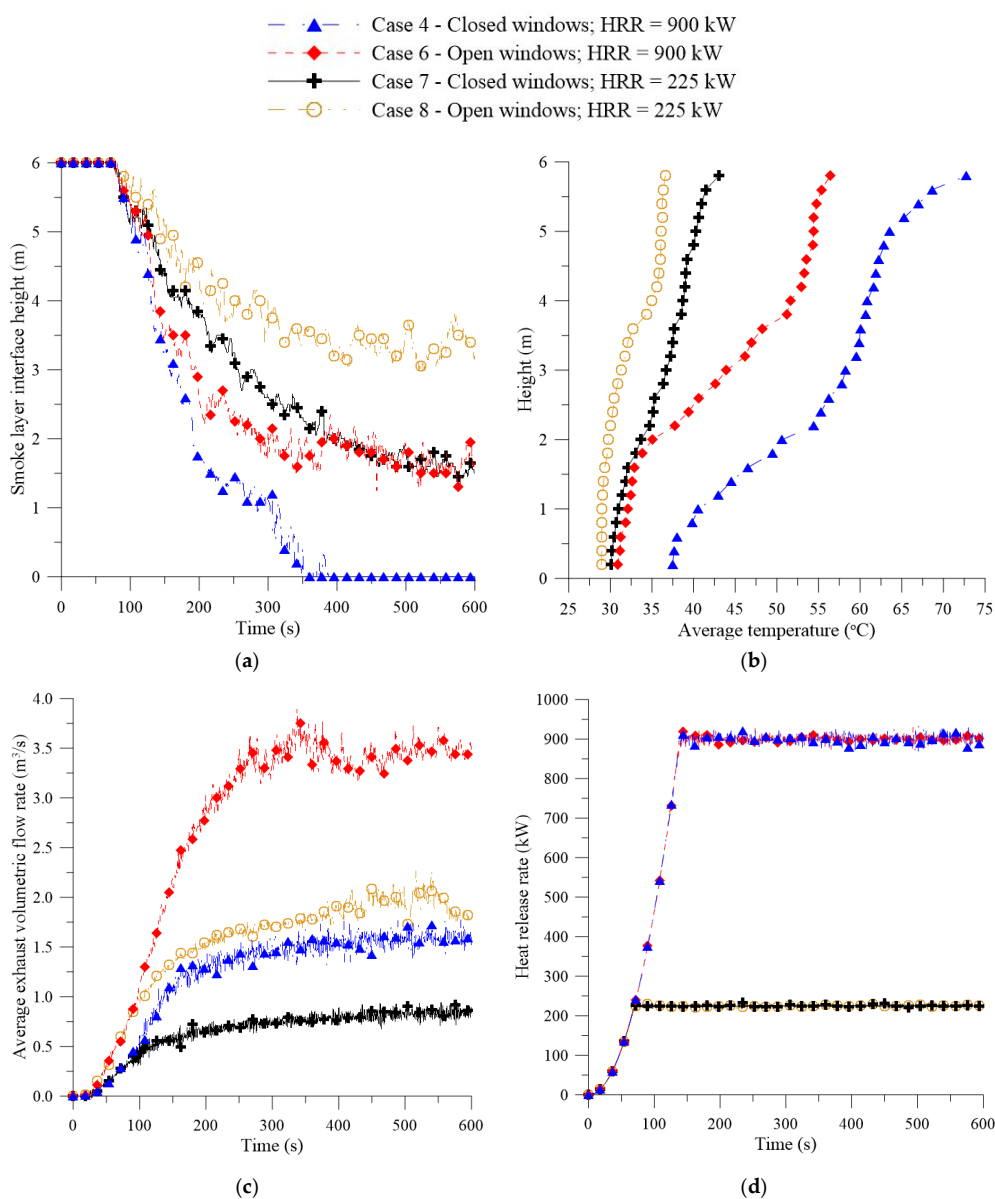 Case 4 - Closed windows; HRR = 900 kW
Case 6 - Open windows; HRR = 900 kW
Case 7 - Closed windows; HRR = 225 kW
Case 8 - Open windows; HRR = 225 kW
6
5
4
3
2
1
0
Smoke layer interface height (m)
0 100 200 300 400 500 600
Time (s)
(a)
6
5
4
3
2
1
0
Height (m)
25 30 35 40 45 50 55 60 65 70 75
Average temperature (°C)
(b)
4.0
3.5
3.0
2.5
2.0
1.5
1.0
0.5
0.0
Average exhaust volumetric flow rate (m³/s)
0 100 200 300 400 500 600
Time (s)
(c)
1000
900
800
700
600
500
400
300
200
100
0
Heat release rate (kW)
0 100 200 300 400 500 600
Time (s)
(d)